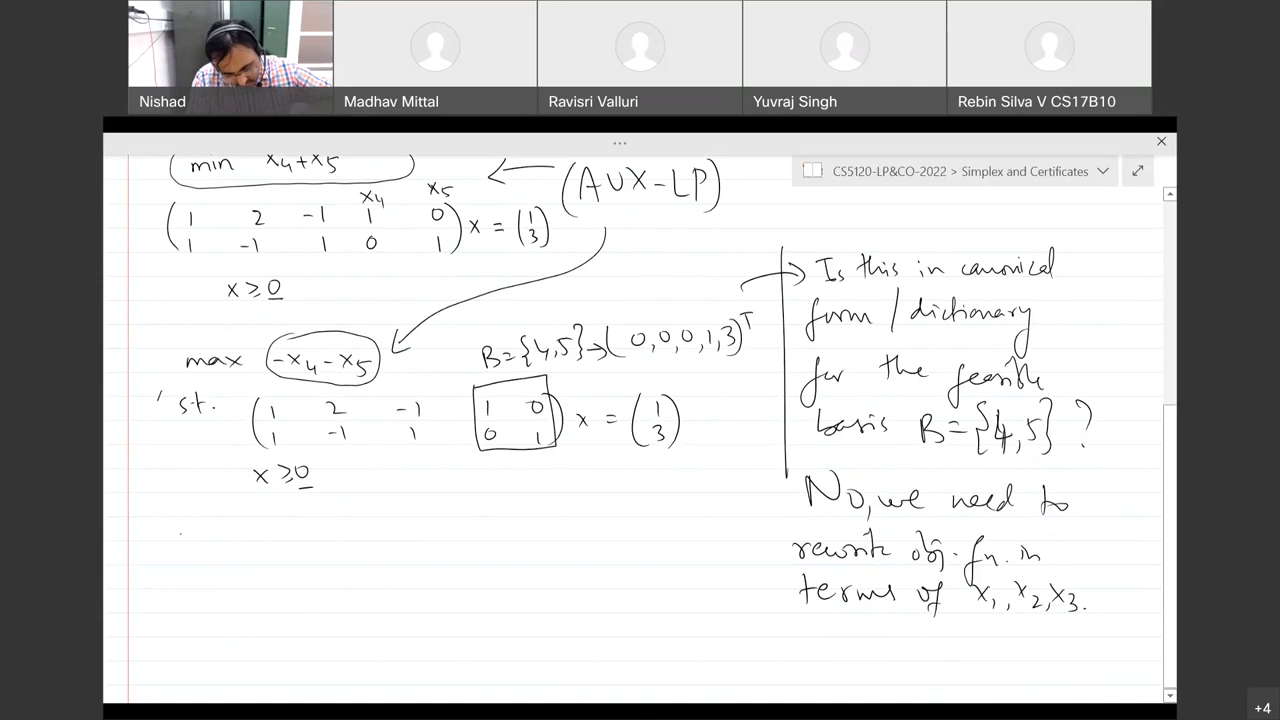 Nishad
Madhav Mittal
Ravisri Valluri
Yuvraj Singh
Rebin Silva V CS17B10
CS5120-LP&CO-2022 > Simplex and Certificates
min x4+x5
(AUX-LP)
x4 x5
( 1 2 -1 1 0
1 -1 1 0 1 ) x = ( 1
3 )
x ≥ 0
max -x4-x5
B={4,5} → (0,0,0,1,3)^T
s.t. ( 1 2 -1 1 0
1 -1 1 0 1 ) x = ( 1
3 )
x ≥ 0
Is this in canonical
form / dictionary
for the feasible
basis B={4,5} ?
No, we need to
rewrite obj. fn. in
terms of x1, x2, x3.
+4